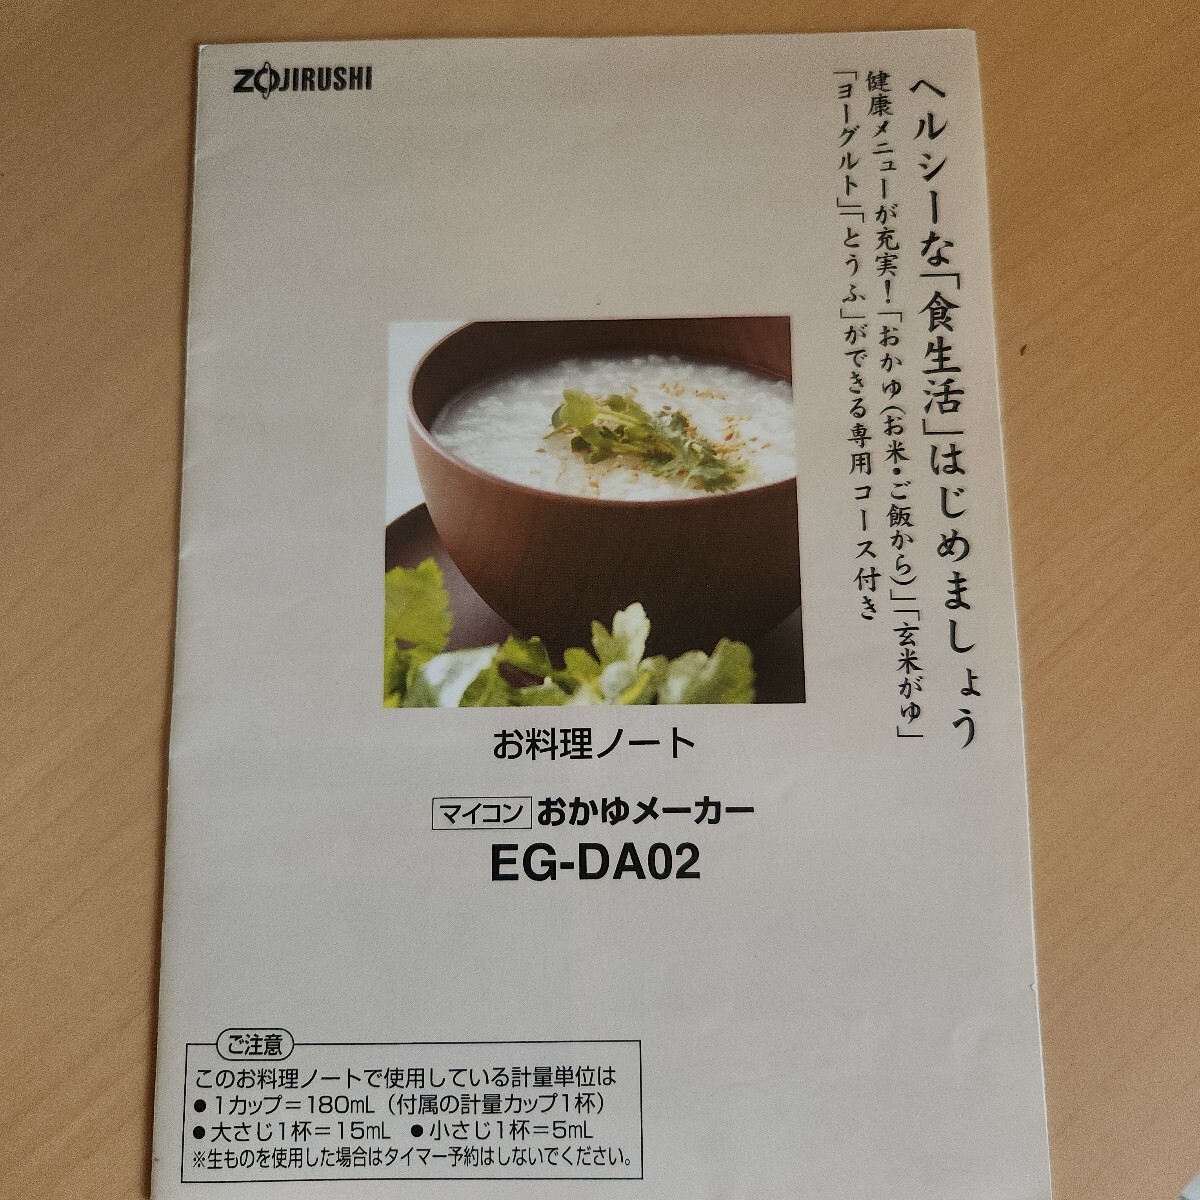 ZOJIRUSHI
ヘルシーな「食生活」はじめましょう
健康メニューが充実！「おかゆ（お米・ご飯から）」「玄米がゆ」
「ヨーグルト」「とうふ」ができる専用コース付き
お料理ノート
マイコン おかゆメーカー
EG-DA02
ご注意
このお料理ノートで使用している計量単位は
●1カップ＝180mL（付属の計量カップ1杯）
●大さじ1杯＝15mL ●小さじ1杯＝5mL
※生ものを使用した場合はタイマー予約はしないでください。